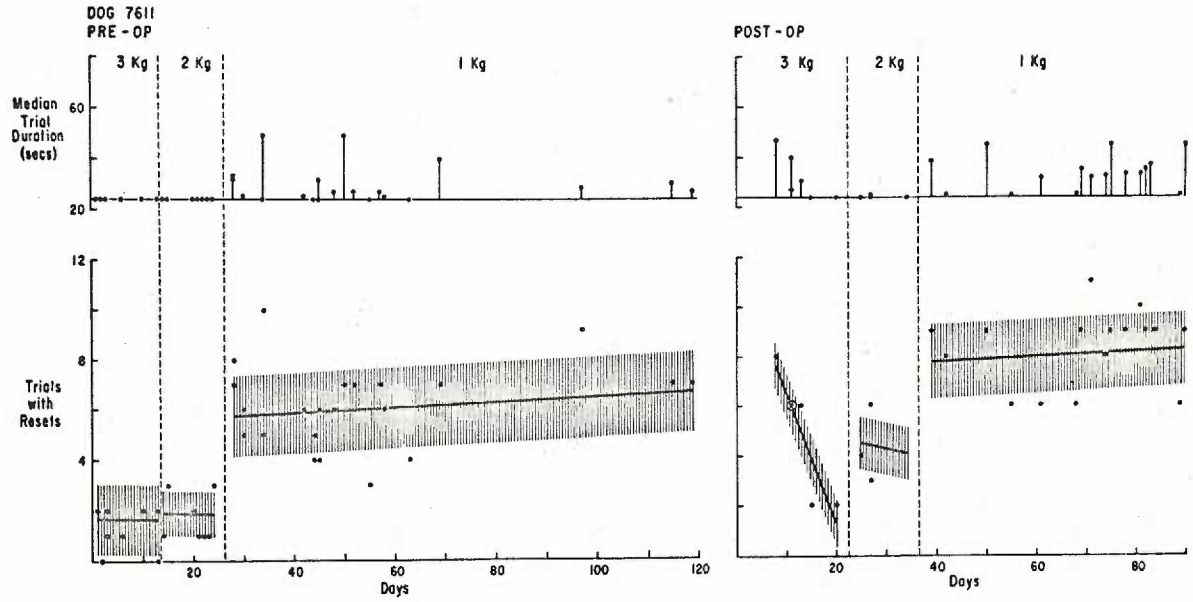 DOG 7611
PRE-OP
POST-OP
3 Kg
2 Kg
1 Kg
3 Kg
2 Kg
1 Kg
Median
Trial
Duration
(secs)
60
20
12
8
4
Trials
with
Resets
20
40
60
80
100
120
Days
20
40
60
80
Days